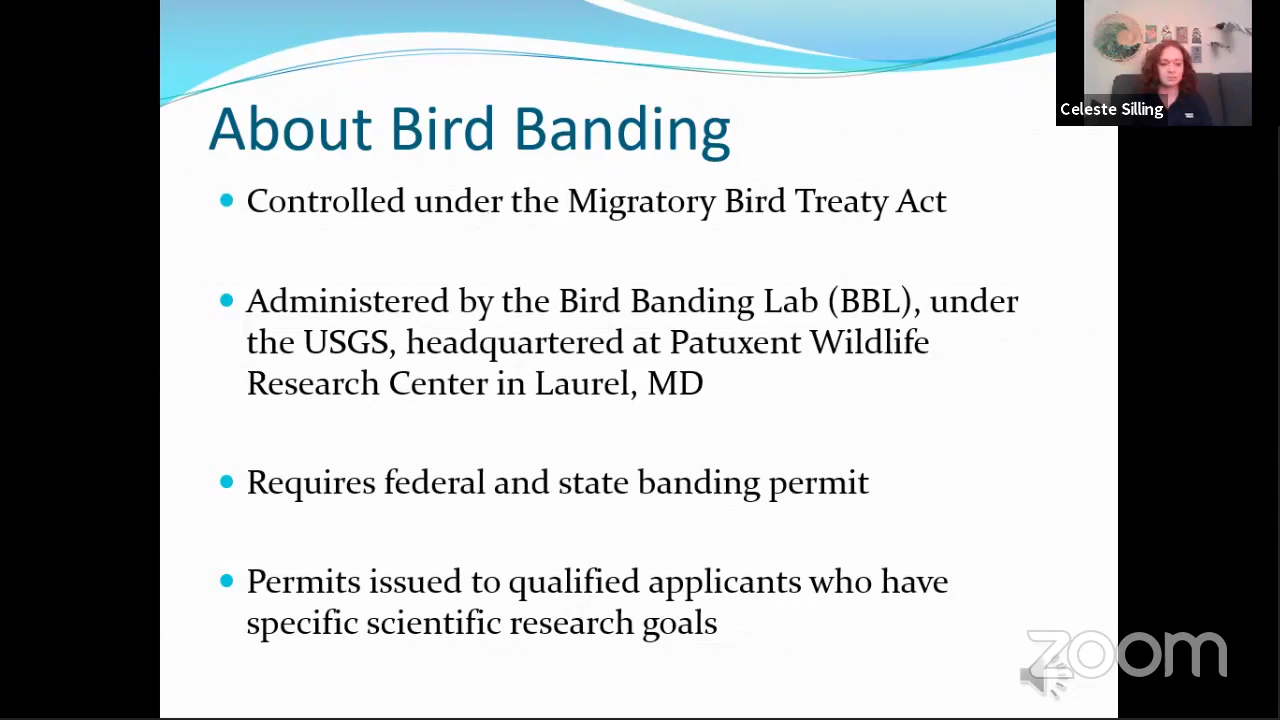 About Bird Banding
Controlled under the Migratory Bird Treaty Act
Administered by the Bird Banding Lab (BBL), under
the USGS, headquartered at Patuxent Wildlife
Research Center in Laurel, MD
Requires federal and state banding permit
Permits issued to qualified applicants who have
specific scientific research goals
Celeste Silling
zoom